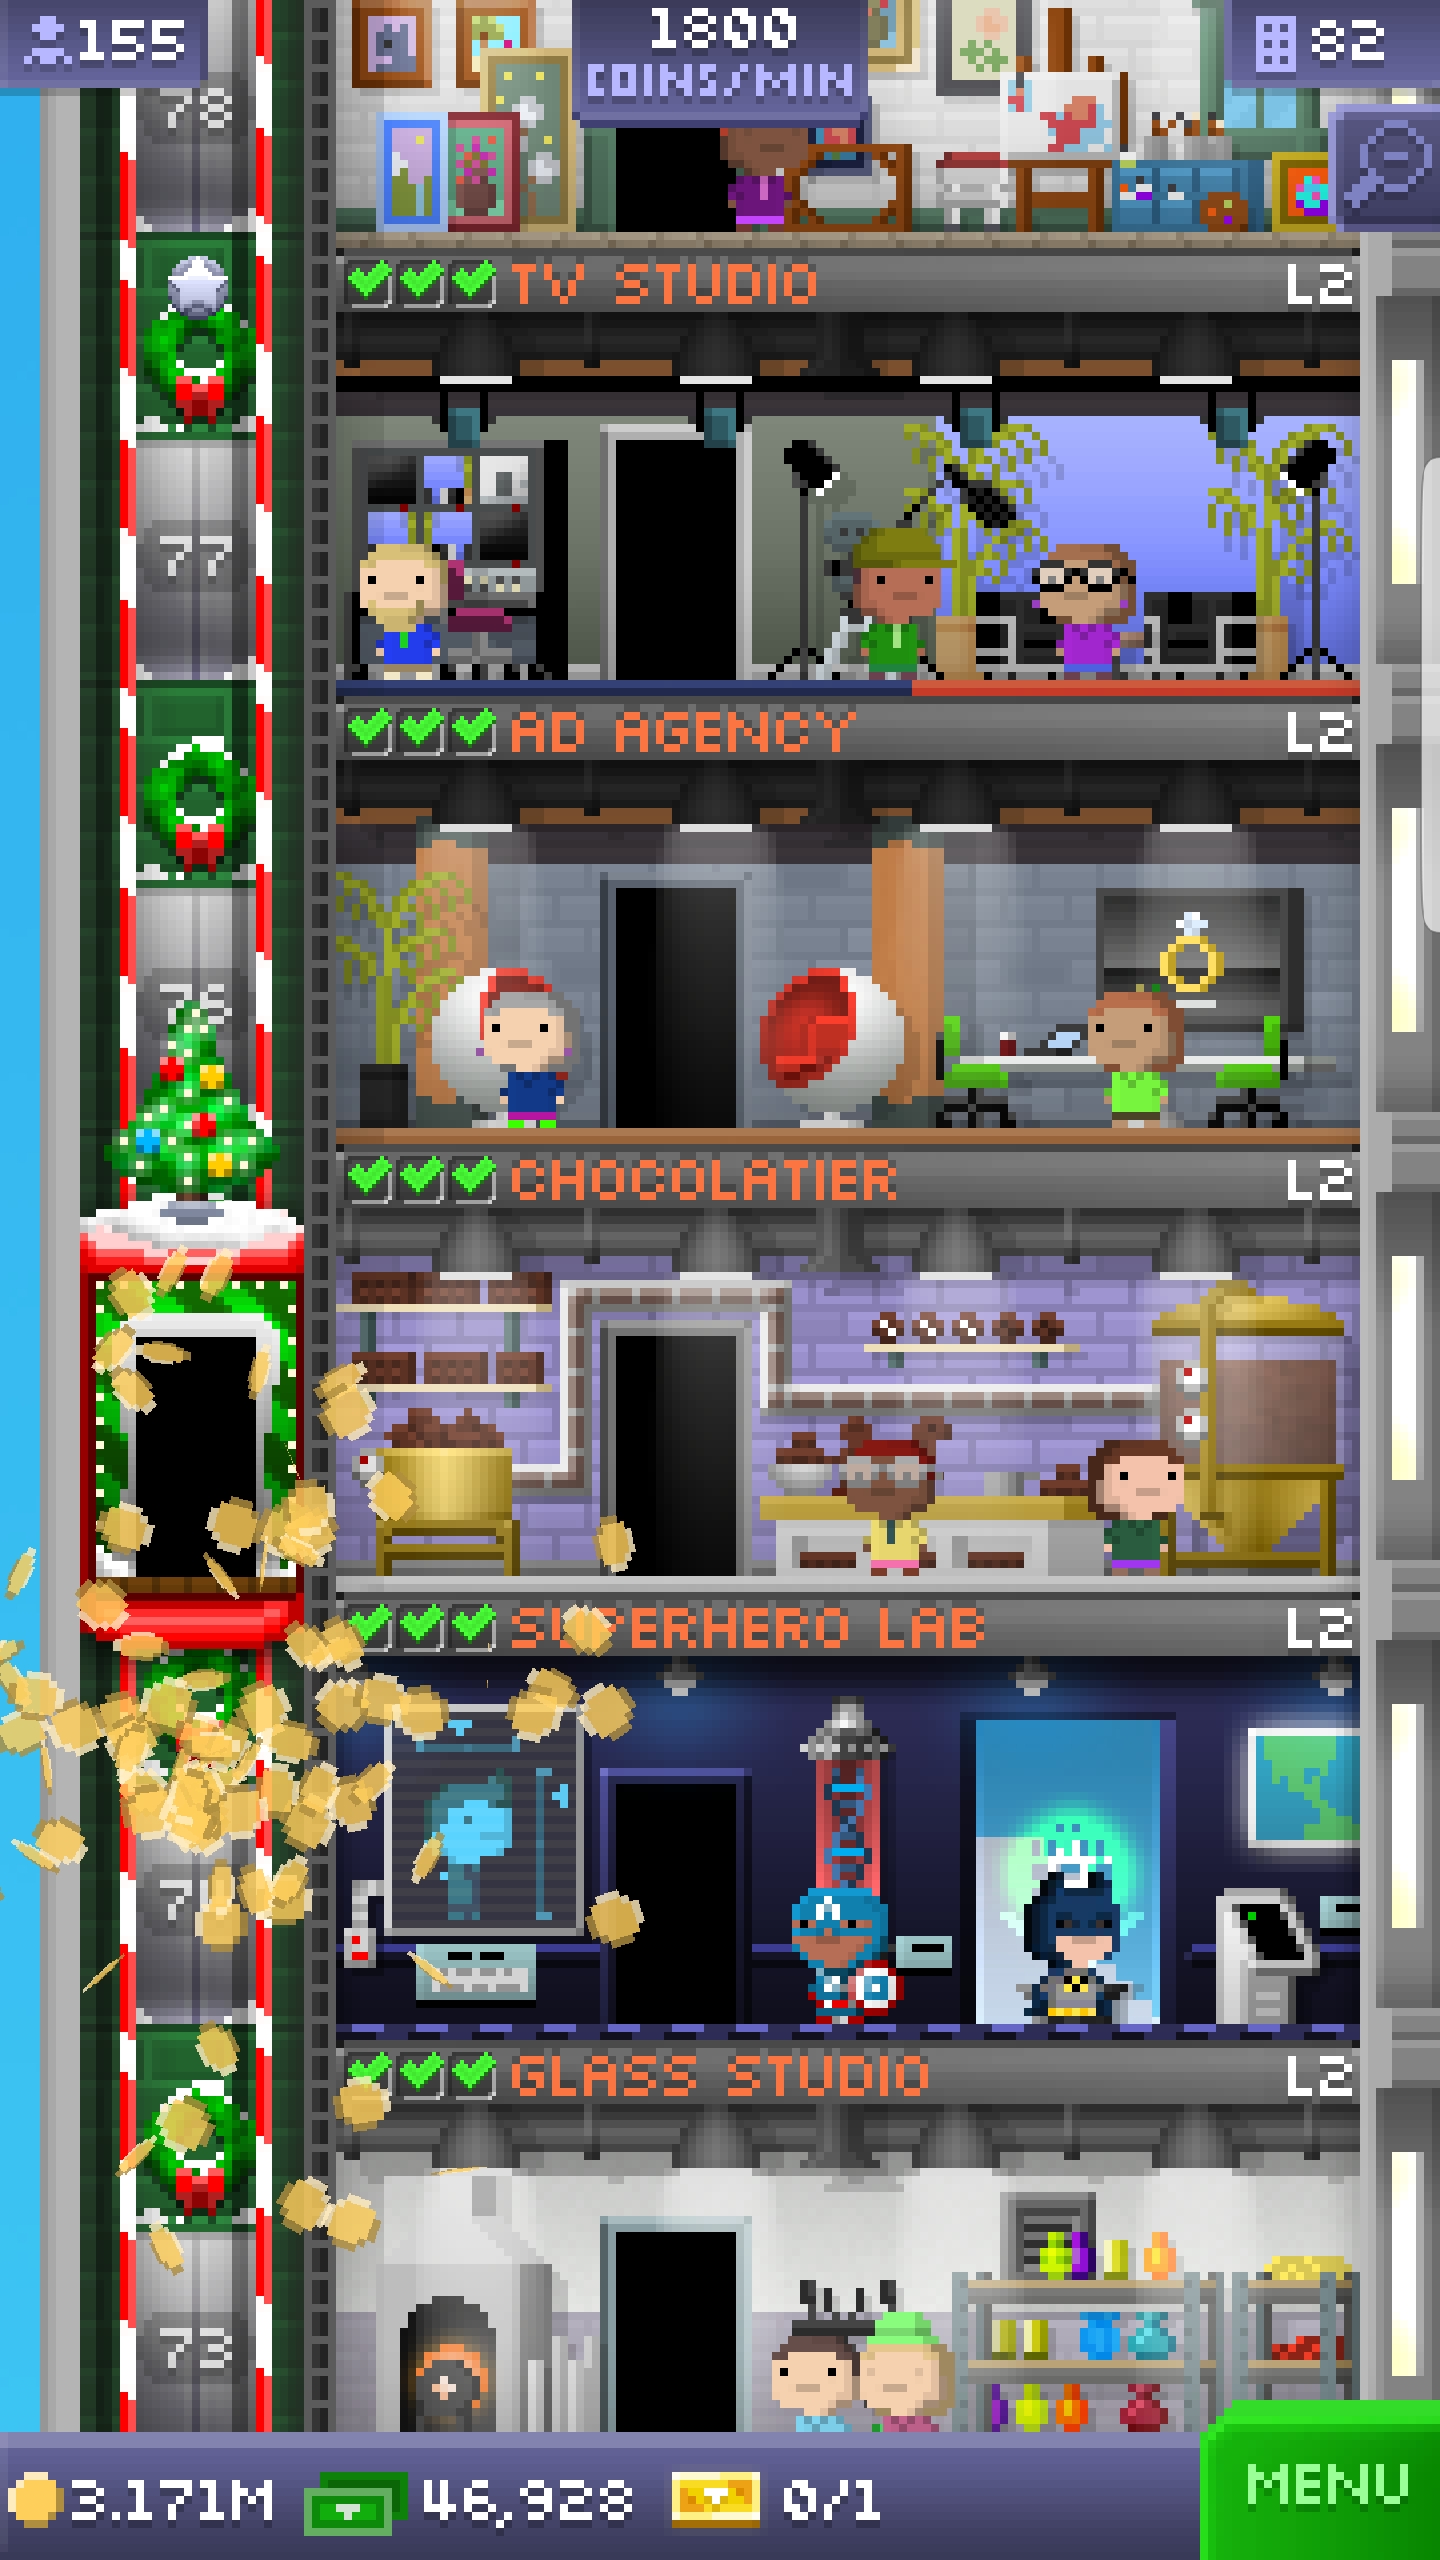 155
1800
COINS/MIN
82
78
TV STUDIO L2
77
AD AGENCY L2
76
CHOCOLATIER L2
SUPERHERO LAB L2
GLASS STUDIO L2
73
3.171M 46,928 0/1
MENU